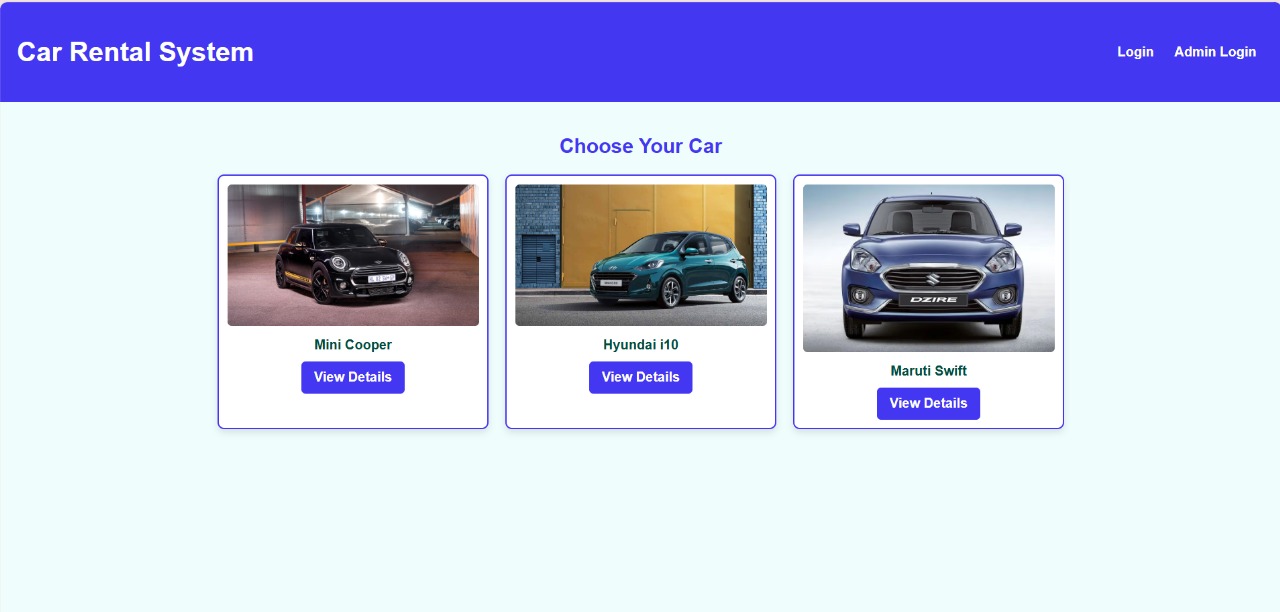 Car Rental System
Login
Admin Login
Choose Your Car
DZIRE
Mini Cooper
Hyundai i10
Maruti Swift
View Details
View Details
View Details